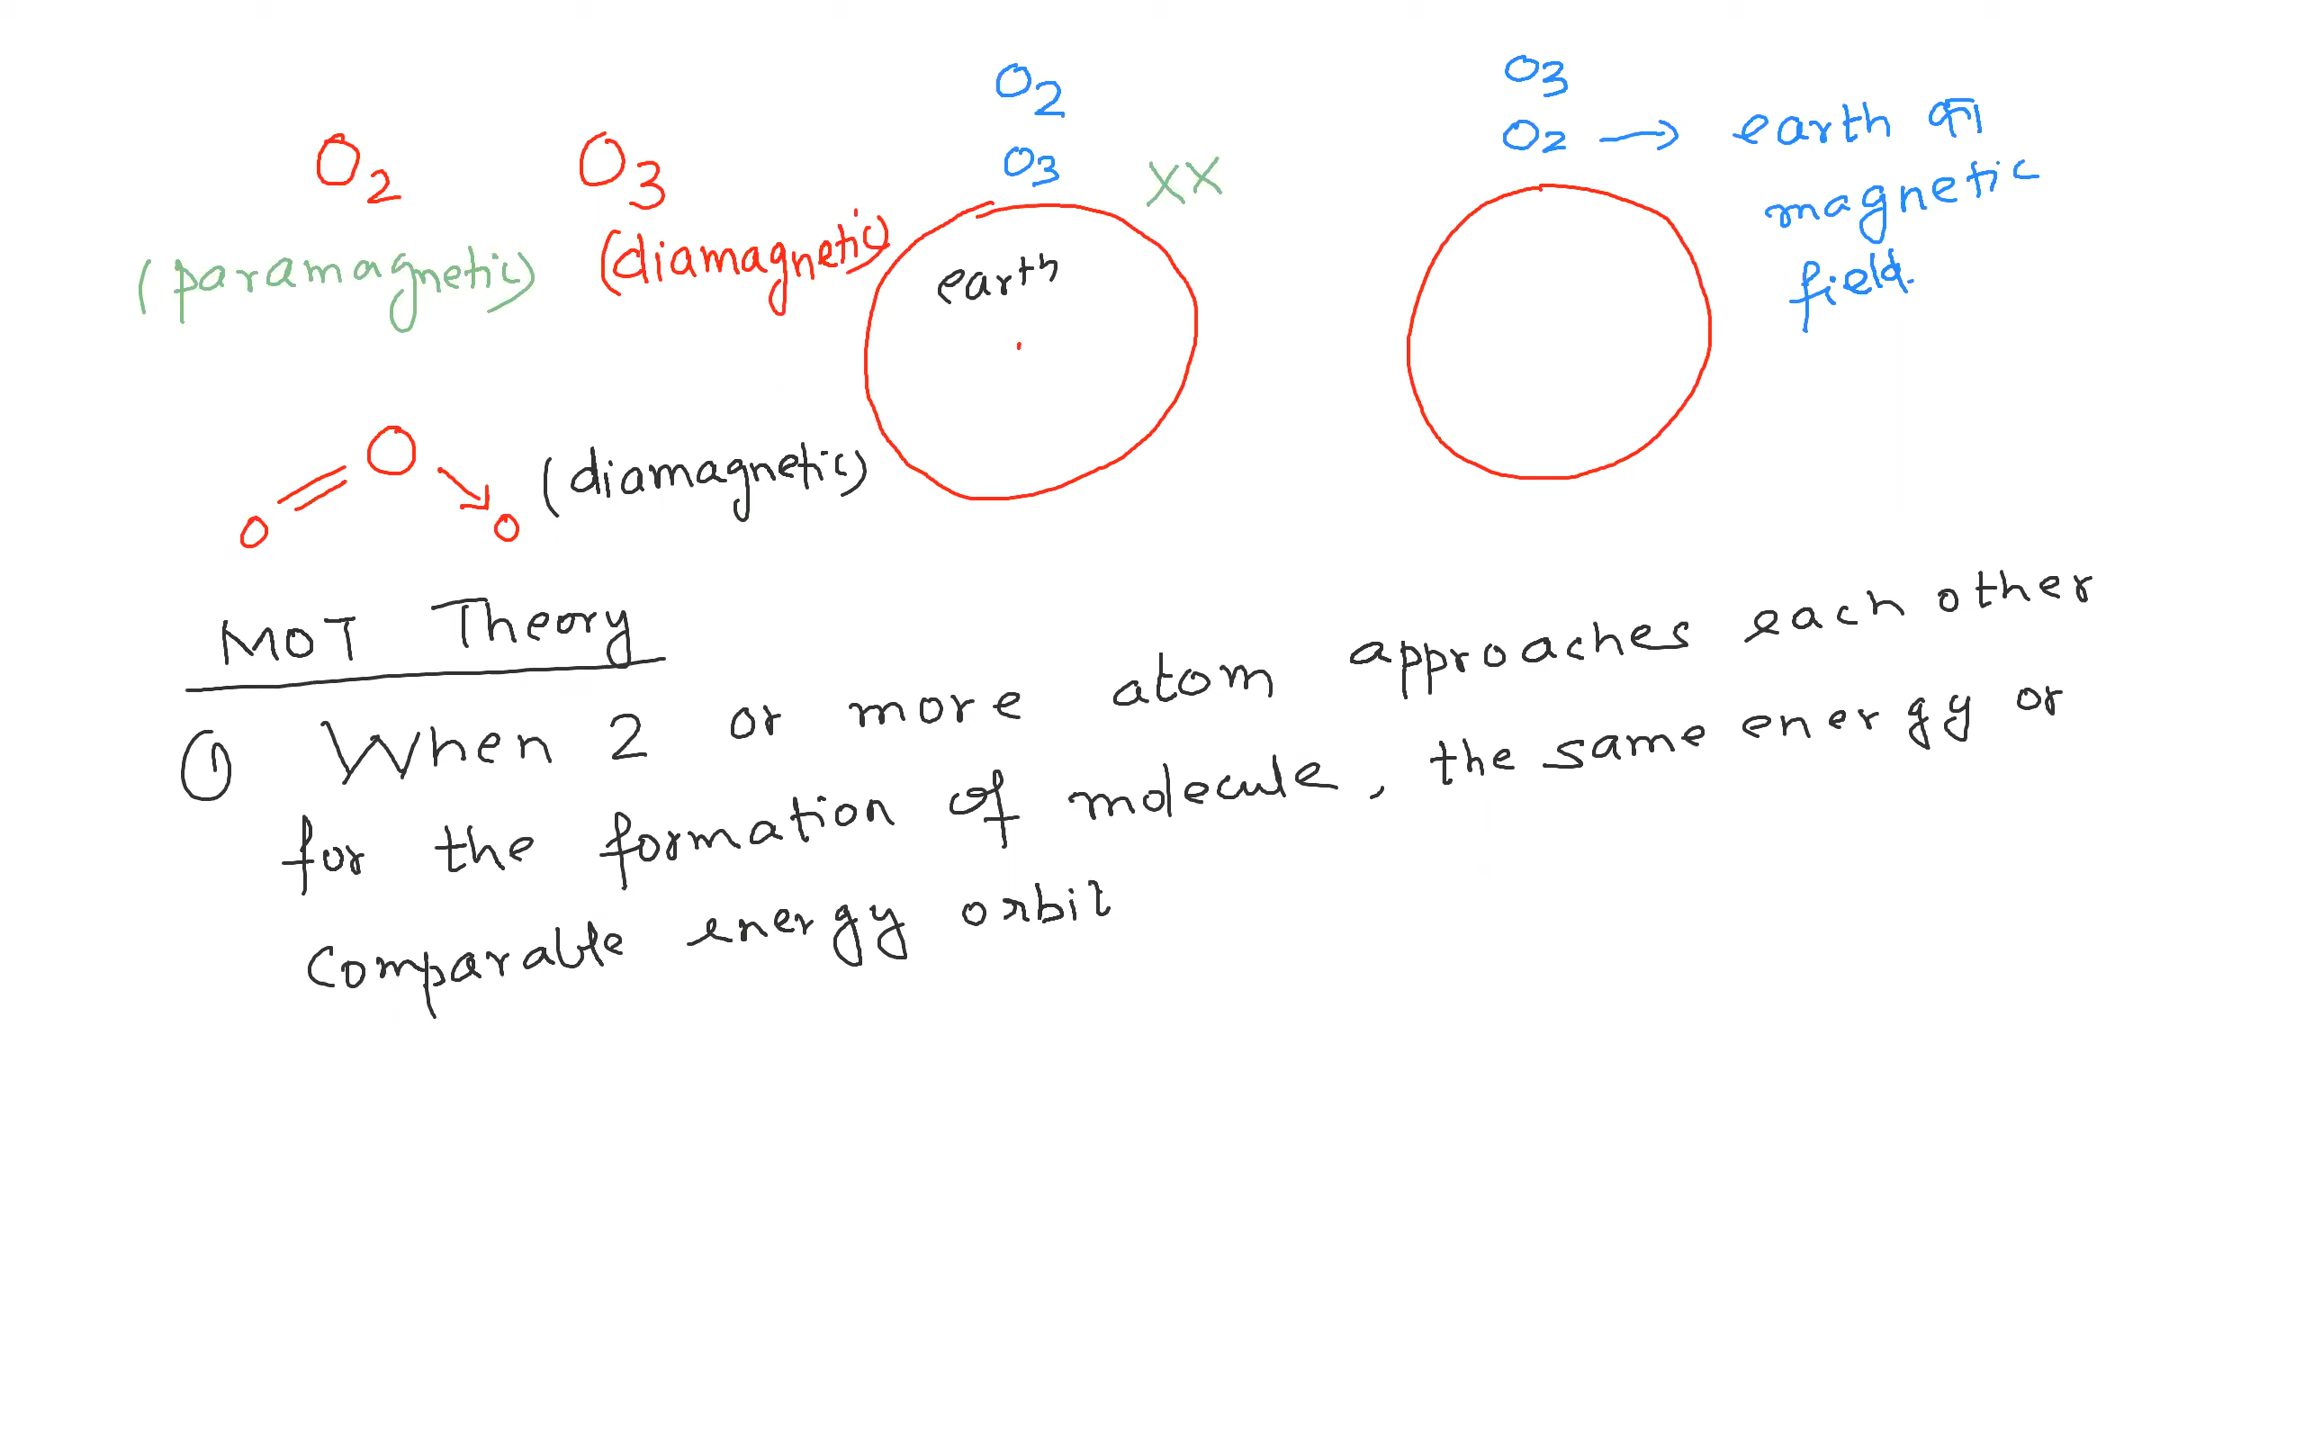 O2 O3
(paramagnetic) (diamagnetic)
O2
O3 XX
earth
O3
O2 → earth की
magnetic
field.
O = O → O (diamagnetic)
MOT Theory
① When 2 or more atom approaches each other
for the formation of molecule, the same energy or
comparable energy orbit